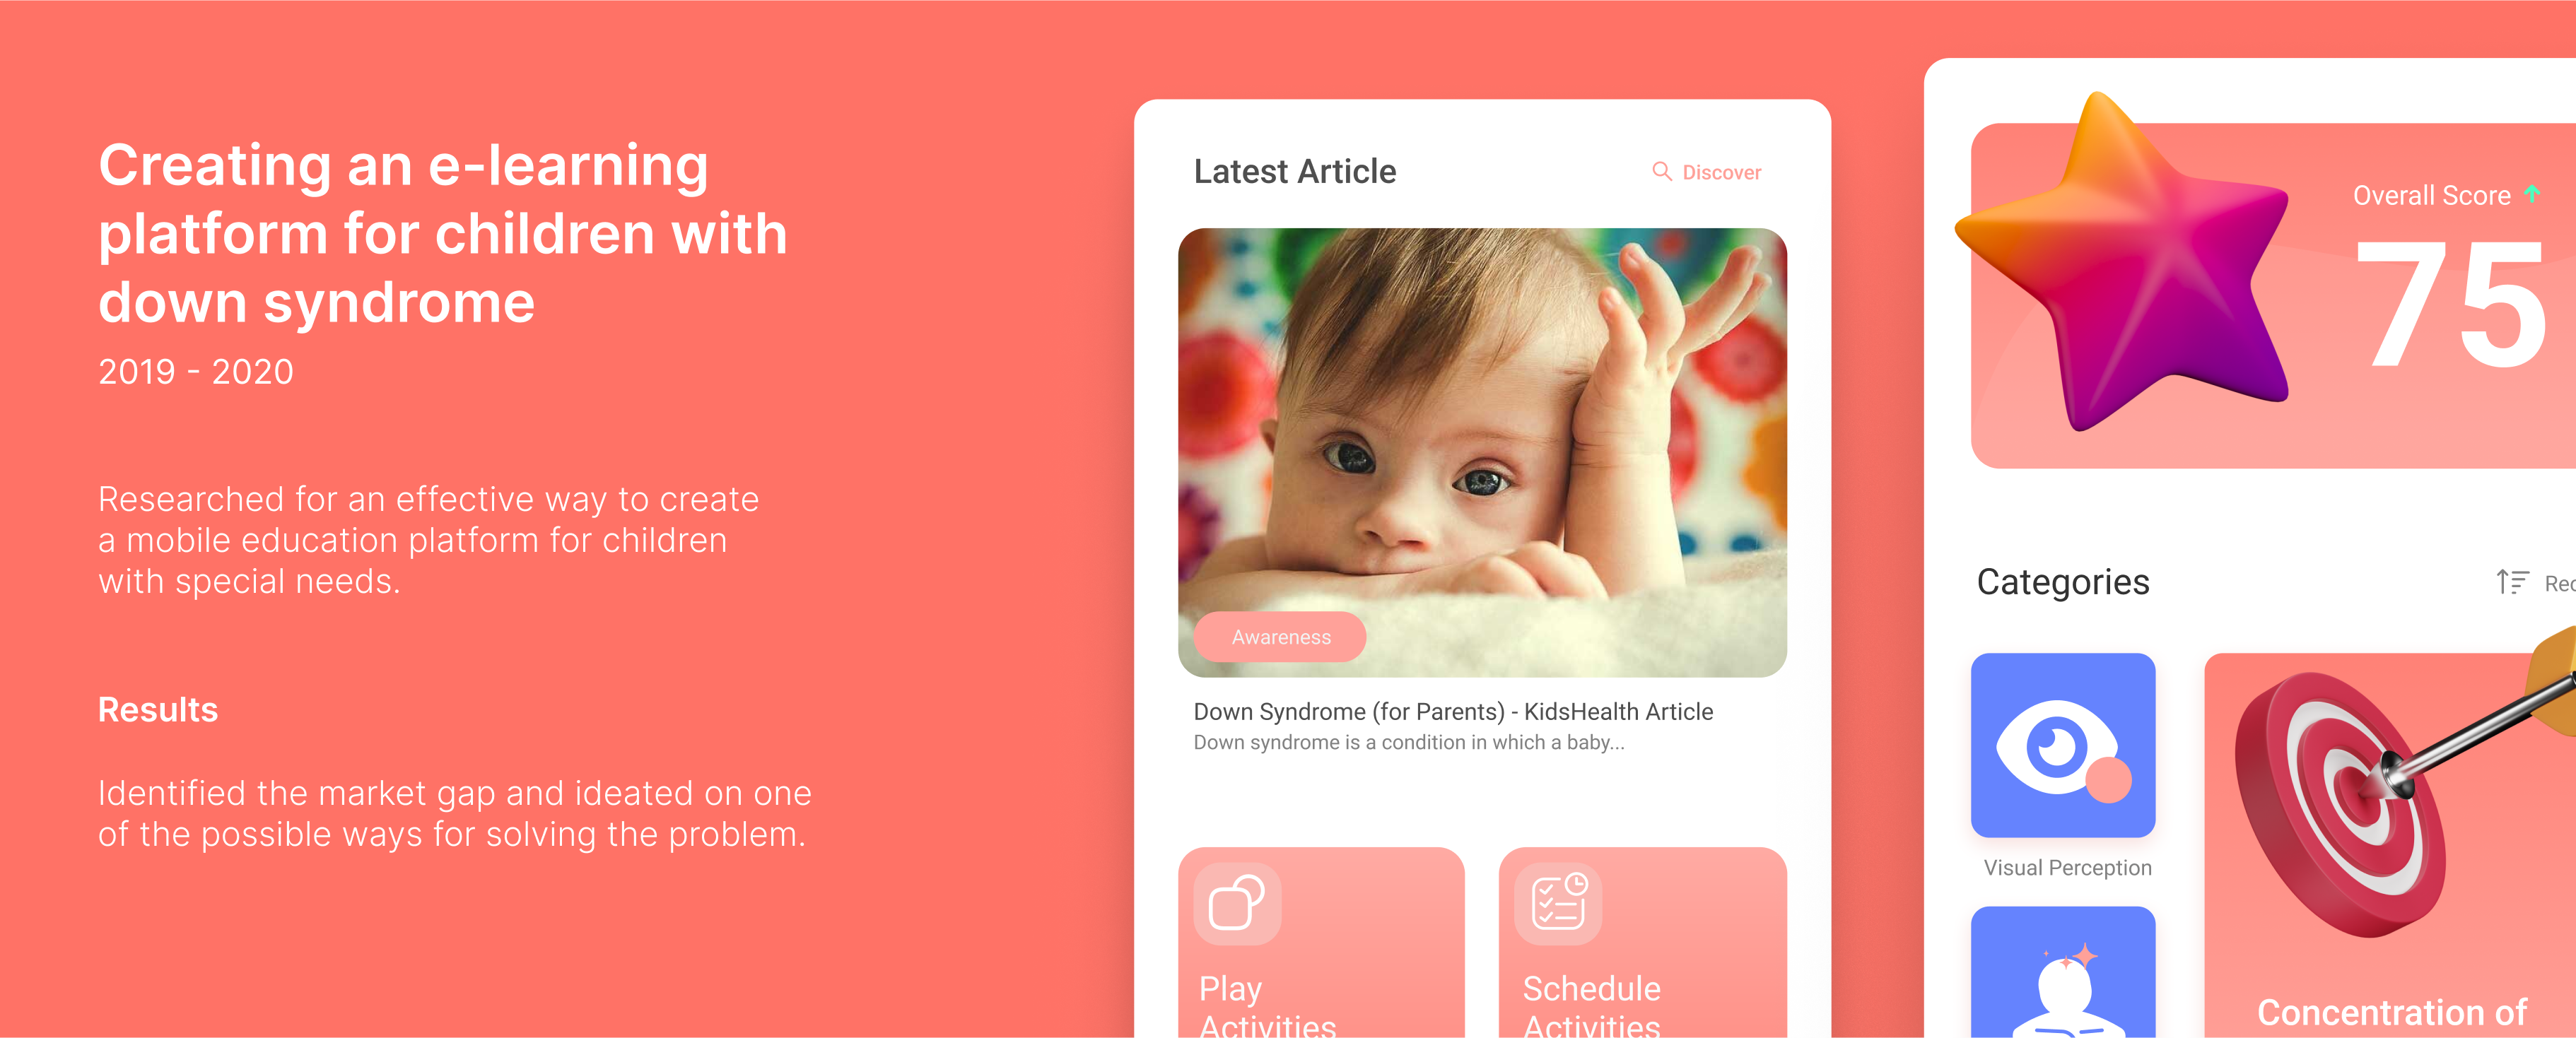 Creating an e-learning
platform for children with
down syndrome
2019 - 2020
Researched for an effective way to create
a mobile education platform for children
with special needs.
Results
Identified the market gap and ideated on one
of the possible ways for solving the problem.
Latest Article
Discover
Awareness
Down Syndrome (for Parents) - KidsHealth Article
Down syndrome is a condition in which a baby...
Play
Activities
Schedule
Activities
Overall Score
75
Categories
Visual Perception
Concentration of